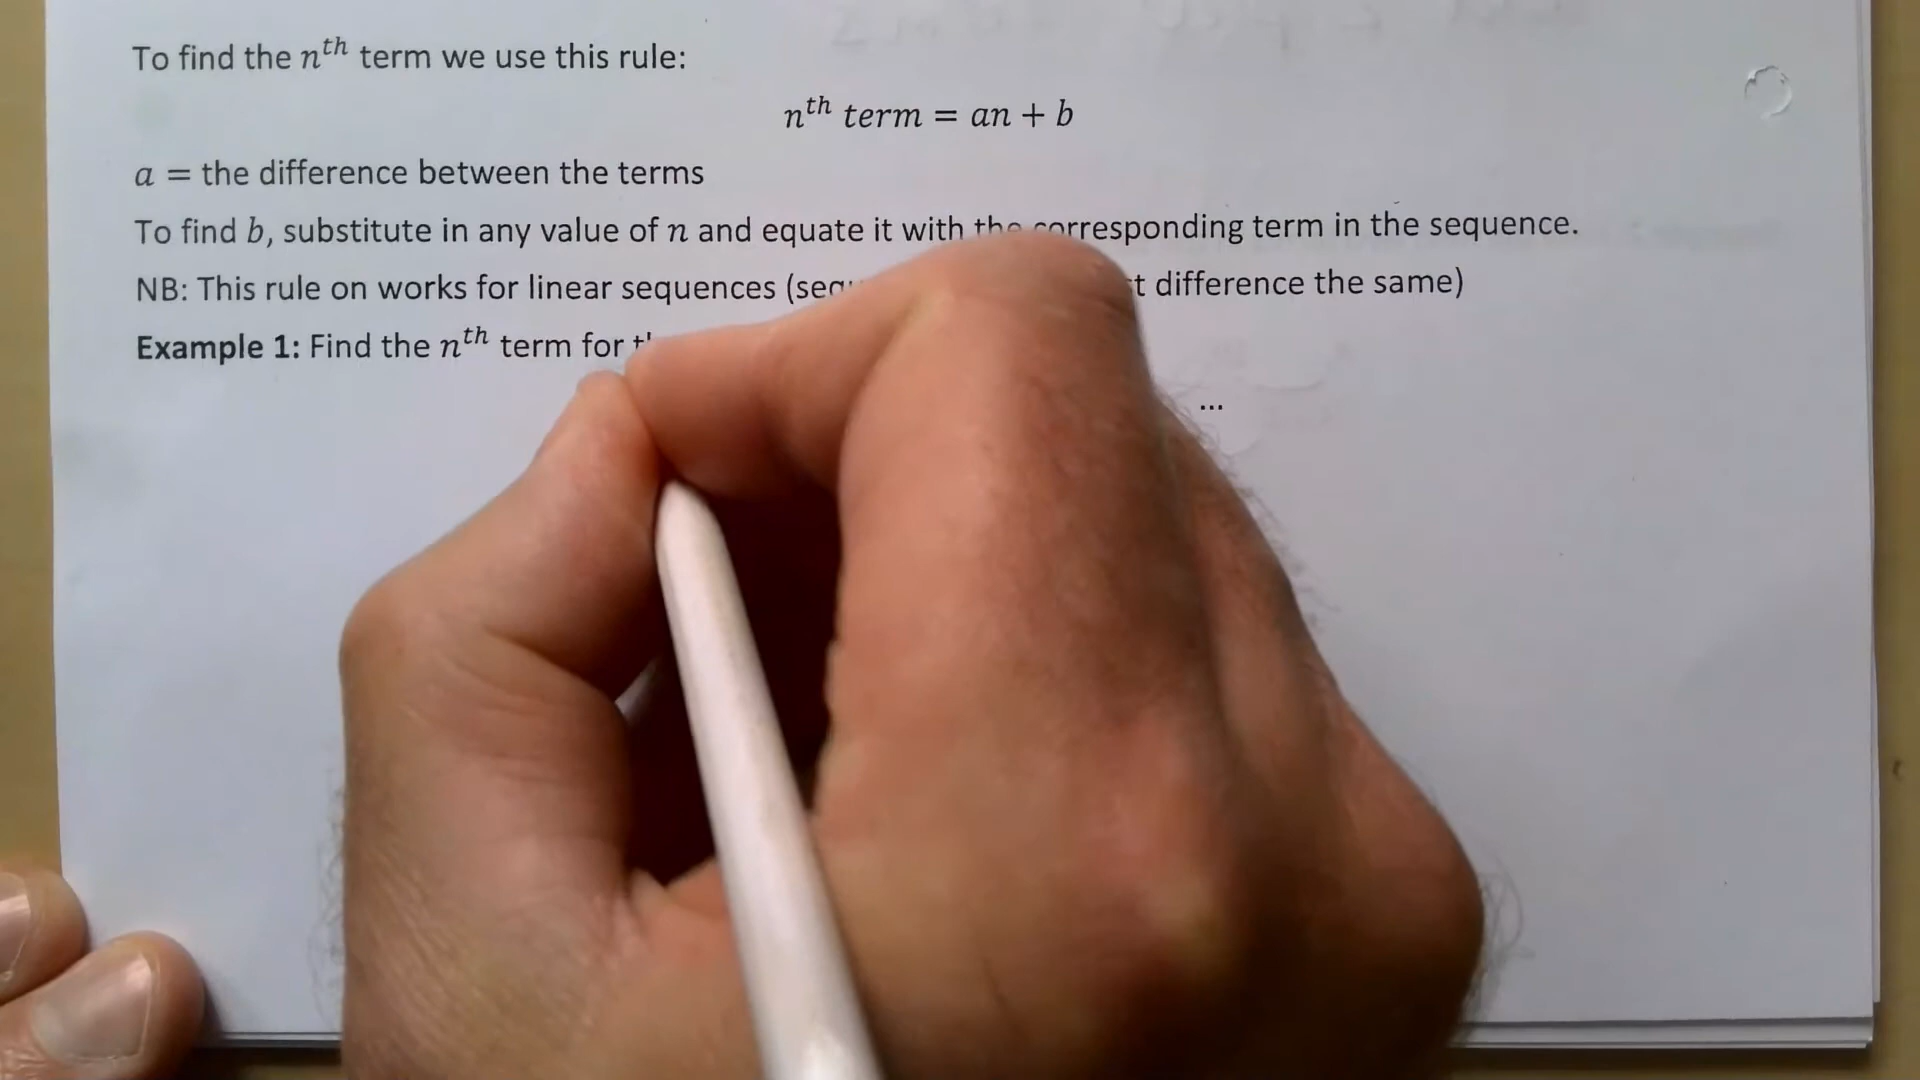 To find the nᵗʰ term we use this rule:
nᵗʰ term = an + b
a = the difference between the terms
To find b, substitute in any value of n and equate it with the corresponding term in the sequence.
NB: This rule on works for linear sequences ( difference the same)
Example 1: Find the nᵗʰ term for
...